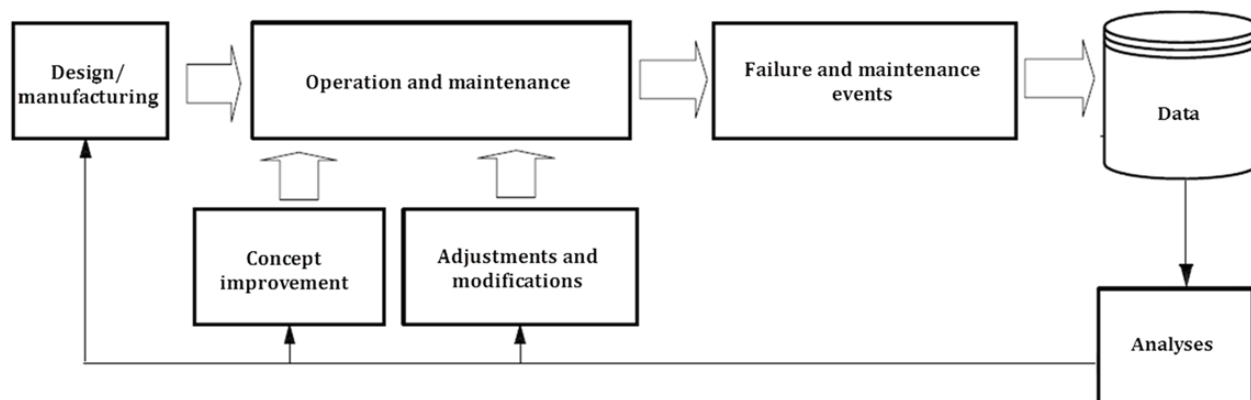 Design/
manufacturing
Operation and maintenance
Failure and maintenance
events
Data
Concept
improvement
Adjustments and
modifications
Analyses